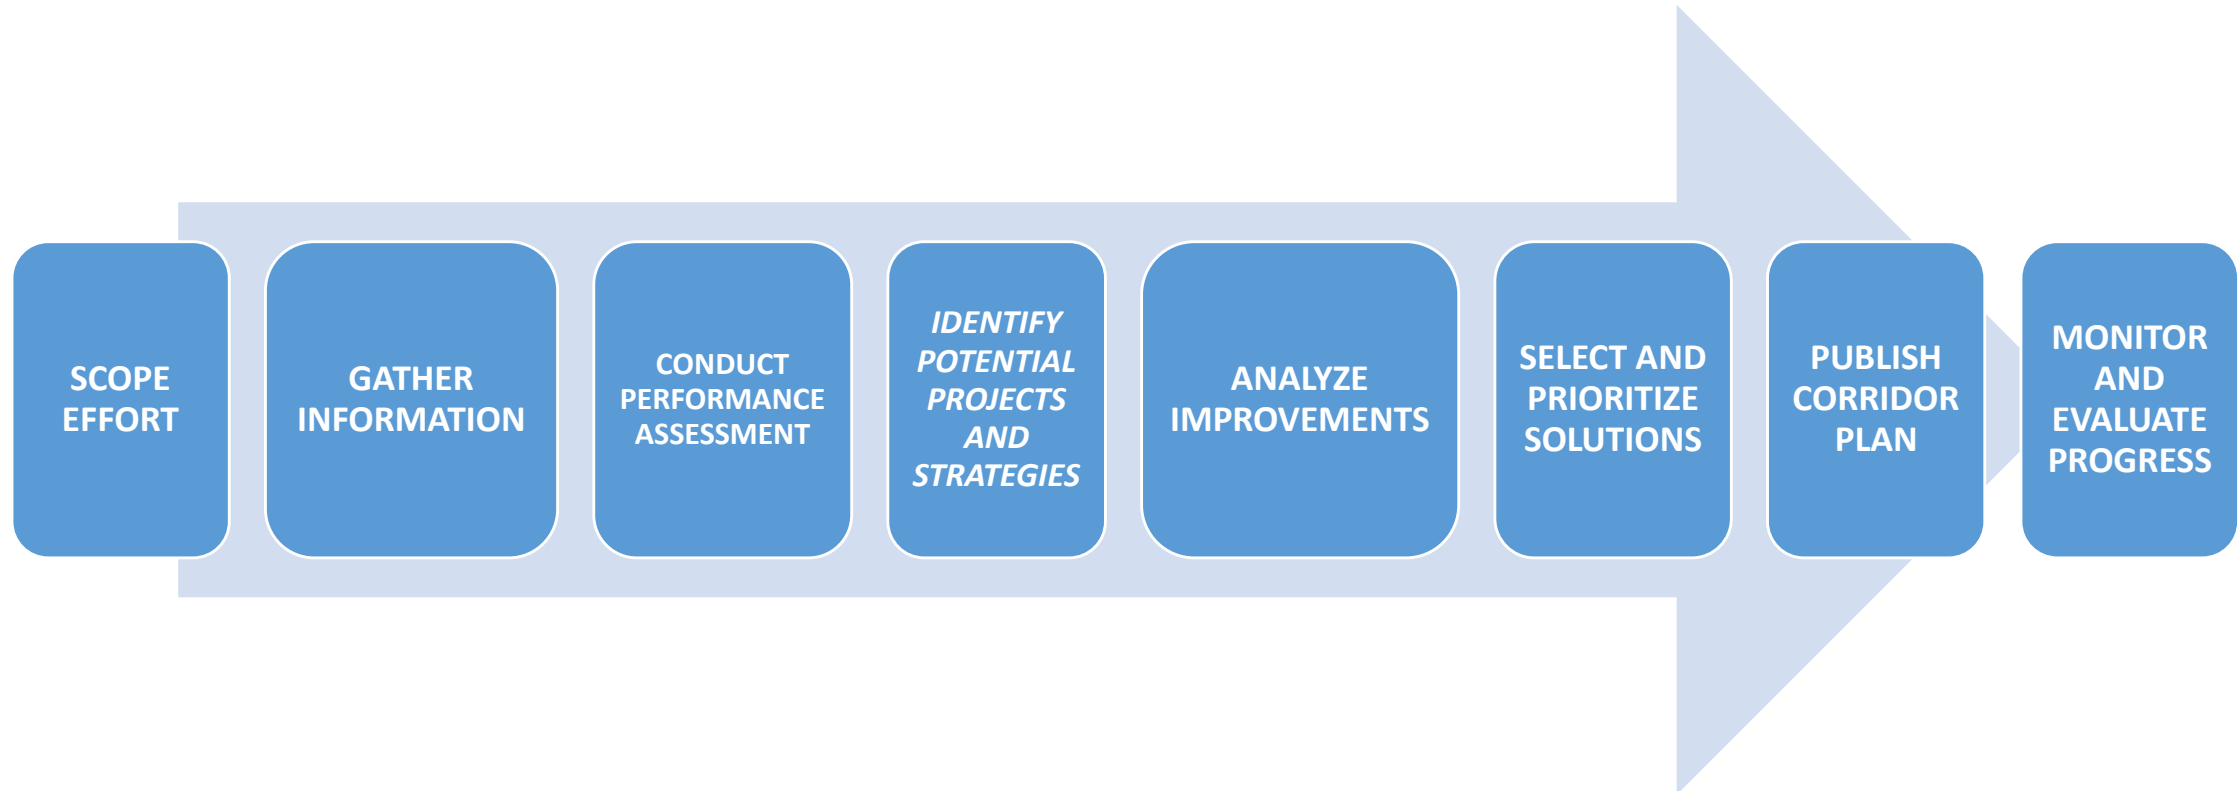 SCOPE
EFFORT
GATHER
INFORMATION
CONDUCT
PERFORMANCE
ASSESSMENT
IDENTIFY
POTENTIAL
PROJECTS
AND
STRATEGIES
ANALYZE
IMPROVEMENTS
SELECT AND
PRIORITIZE
SOLUTIONS
PUBLISH
CORRIDOR
PLAN
MONITOR
AND
EVALUATE
PROGRESS